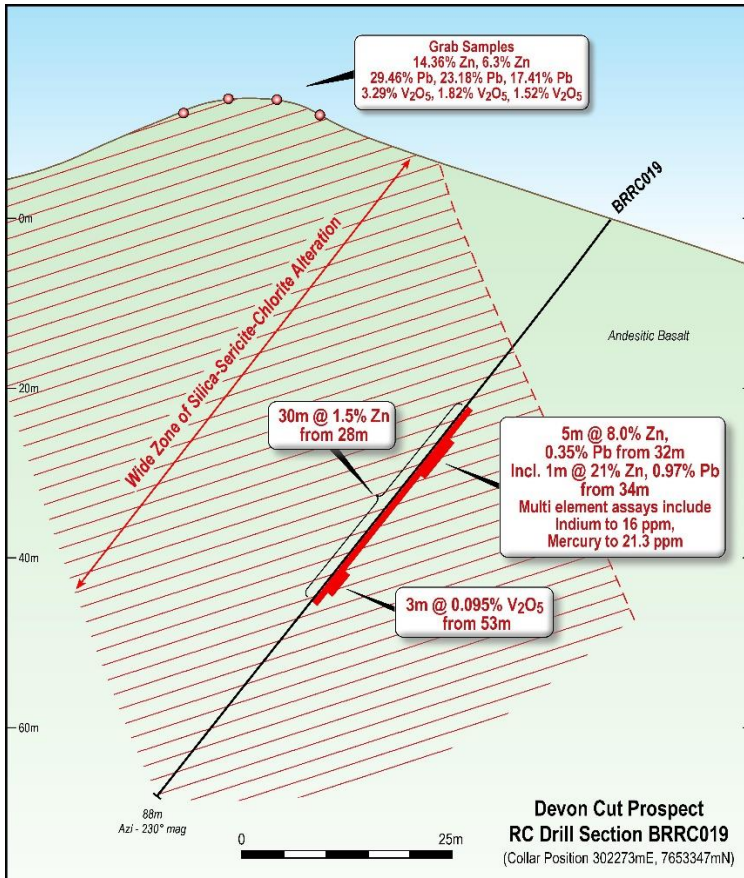 Grab Samples
14.36% Zn, 6.3% Zn
29.46% Pb, 23.18% Pb, 17.41% Pb
3.29% V₂O₅, 1.82% V₂O₅, 1.52% V₂O₅
BRRC019
0m
Wide Zone of Silica-Sericite-Chlorite Alteration
Andesitic Basalt
20m
30m @ 1.5% Zn
from 28m
5m @ 8.0% Zn,
0.35% Pb from 32m
Incl. 1m @ 21% Zn, 0.97% Pb
from 34m
Multi element assays include
Indium to 16 ppm,
Mercury to 21.3 ppm
40m
3m @ 0.095% V₂O₅
from 53m
60m
88m
Azi - 230° mag
0
25m
Devon Cut Prospect
RC Drill Section BRRC019
(Collar Position 302273mE, 7653347mN)